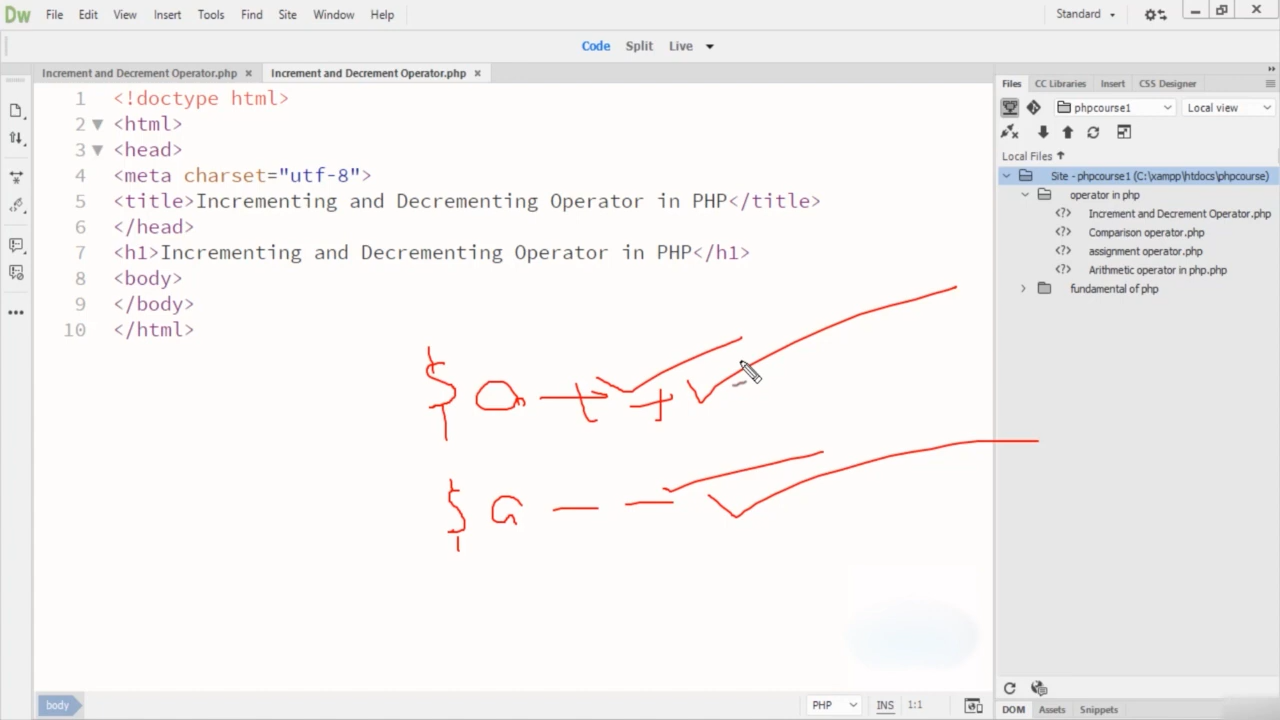 Dw File Edit View Insert Tools Find Site Window Help Standard
Code Split Live
Increment and Decrement Operator.php × Increment and Decrement Operator.php ×
Files CC Libraries Insert CSS Designer
1 <!doctype html>
2 <html>
3 <head>
4 <meta charset="utf-8">
5 <title>Incrementing and Decrementing Operator in PHP</title>
6 </head>
7 <h1>Incrementing and Decrementing Operator in PHP</h1>
8 <body>
9 </body>
10 </html>
$ a + +
$ a - -
phpcourse1 Local view
Local Files
Site - phpcourse1 (C:\xampp\htdocs\phpcourse)
operator in php
<?> Increment and Decrement Operator.php
<?> Comparison operator.php
<?> assignment operator.php
<?> Arithmetic operator in php.php
fundamental of php
body PHP INS 1:1
DOM Assets Snippets